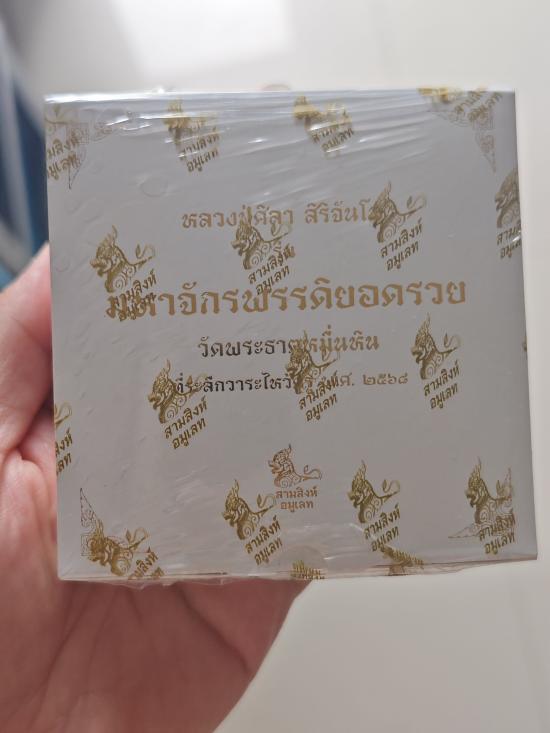 หลวงปู่ศิลา สิริจันโท
มหาจักรพรรดิยอดรวย
วัดพระธาตุหมื่นหิน
ที่ระลึกวาระไหว้ครู พ.ศ. ๒๕๖๘
สามสิงห์
อมูเลท